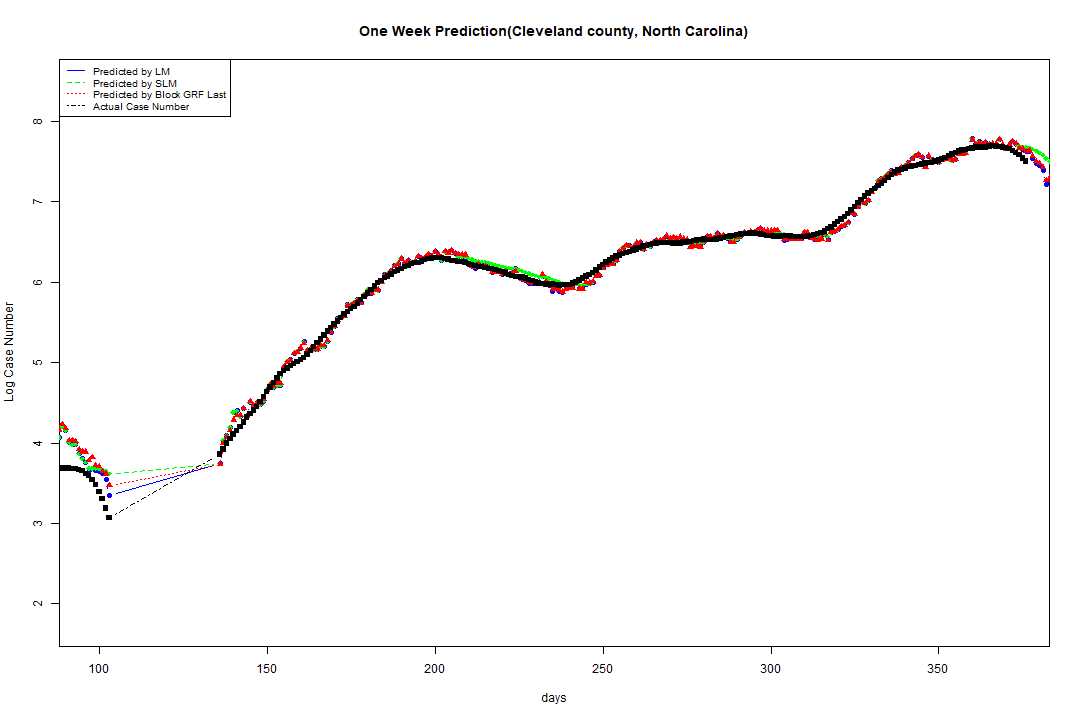 One Week Prediction(Cleveland county, North Carolina)
Predicted by LM
Predicted by SLM
Predicted by Block GRF Last
Actual Case Number
Log Case Number
8
7
6
5
4
3
2
100 150 200 250 300 350
days